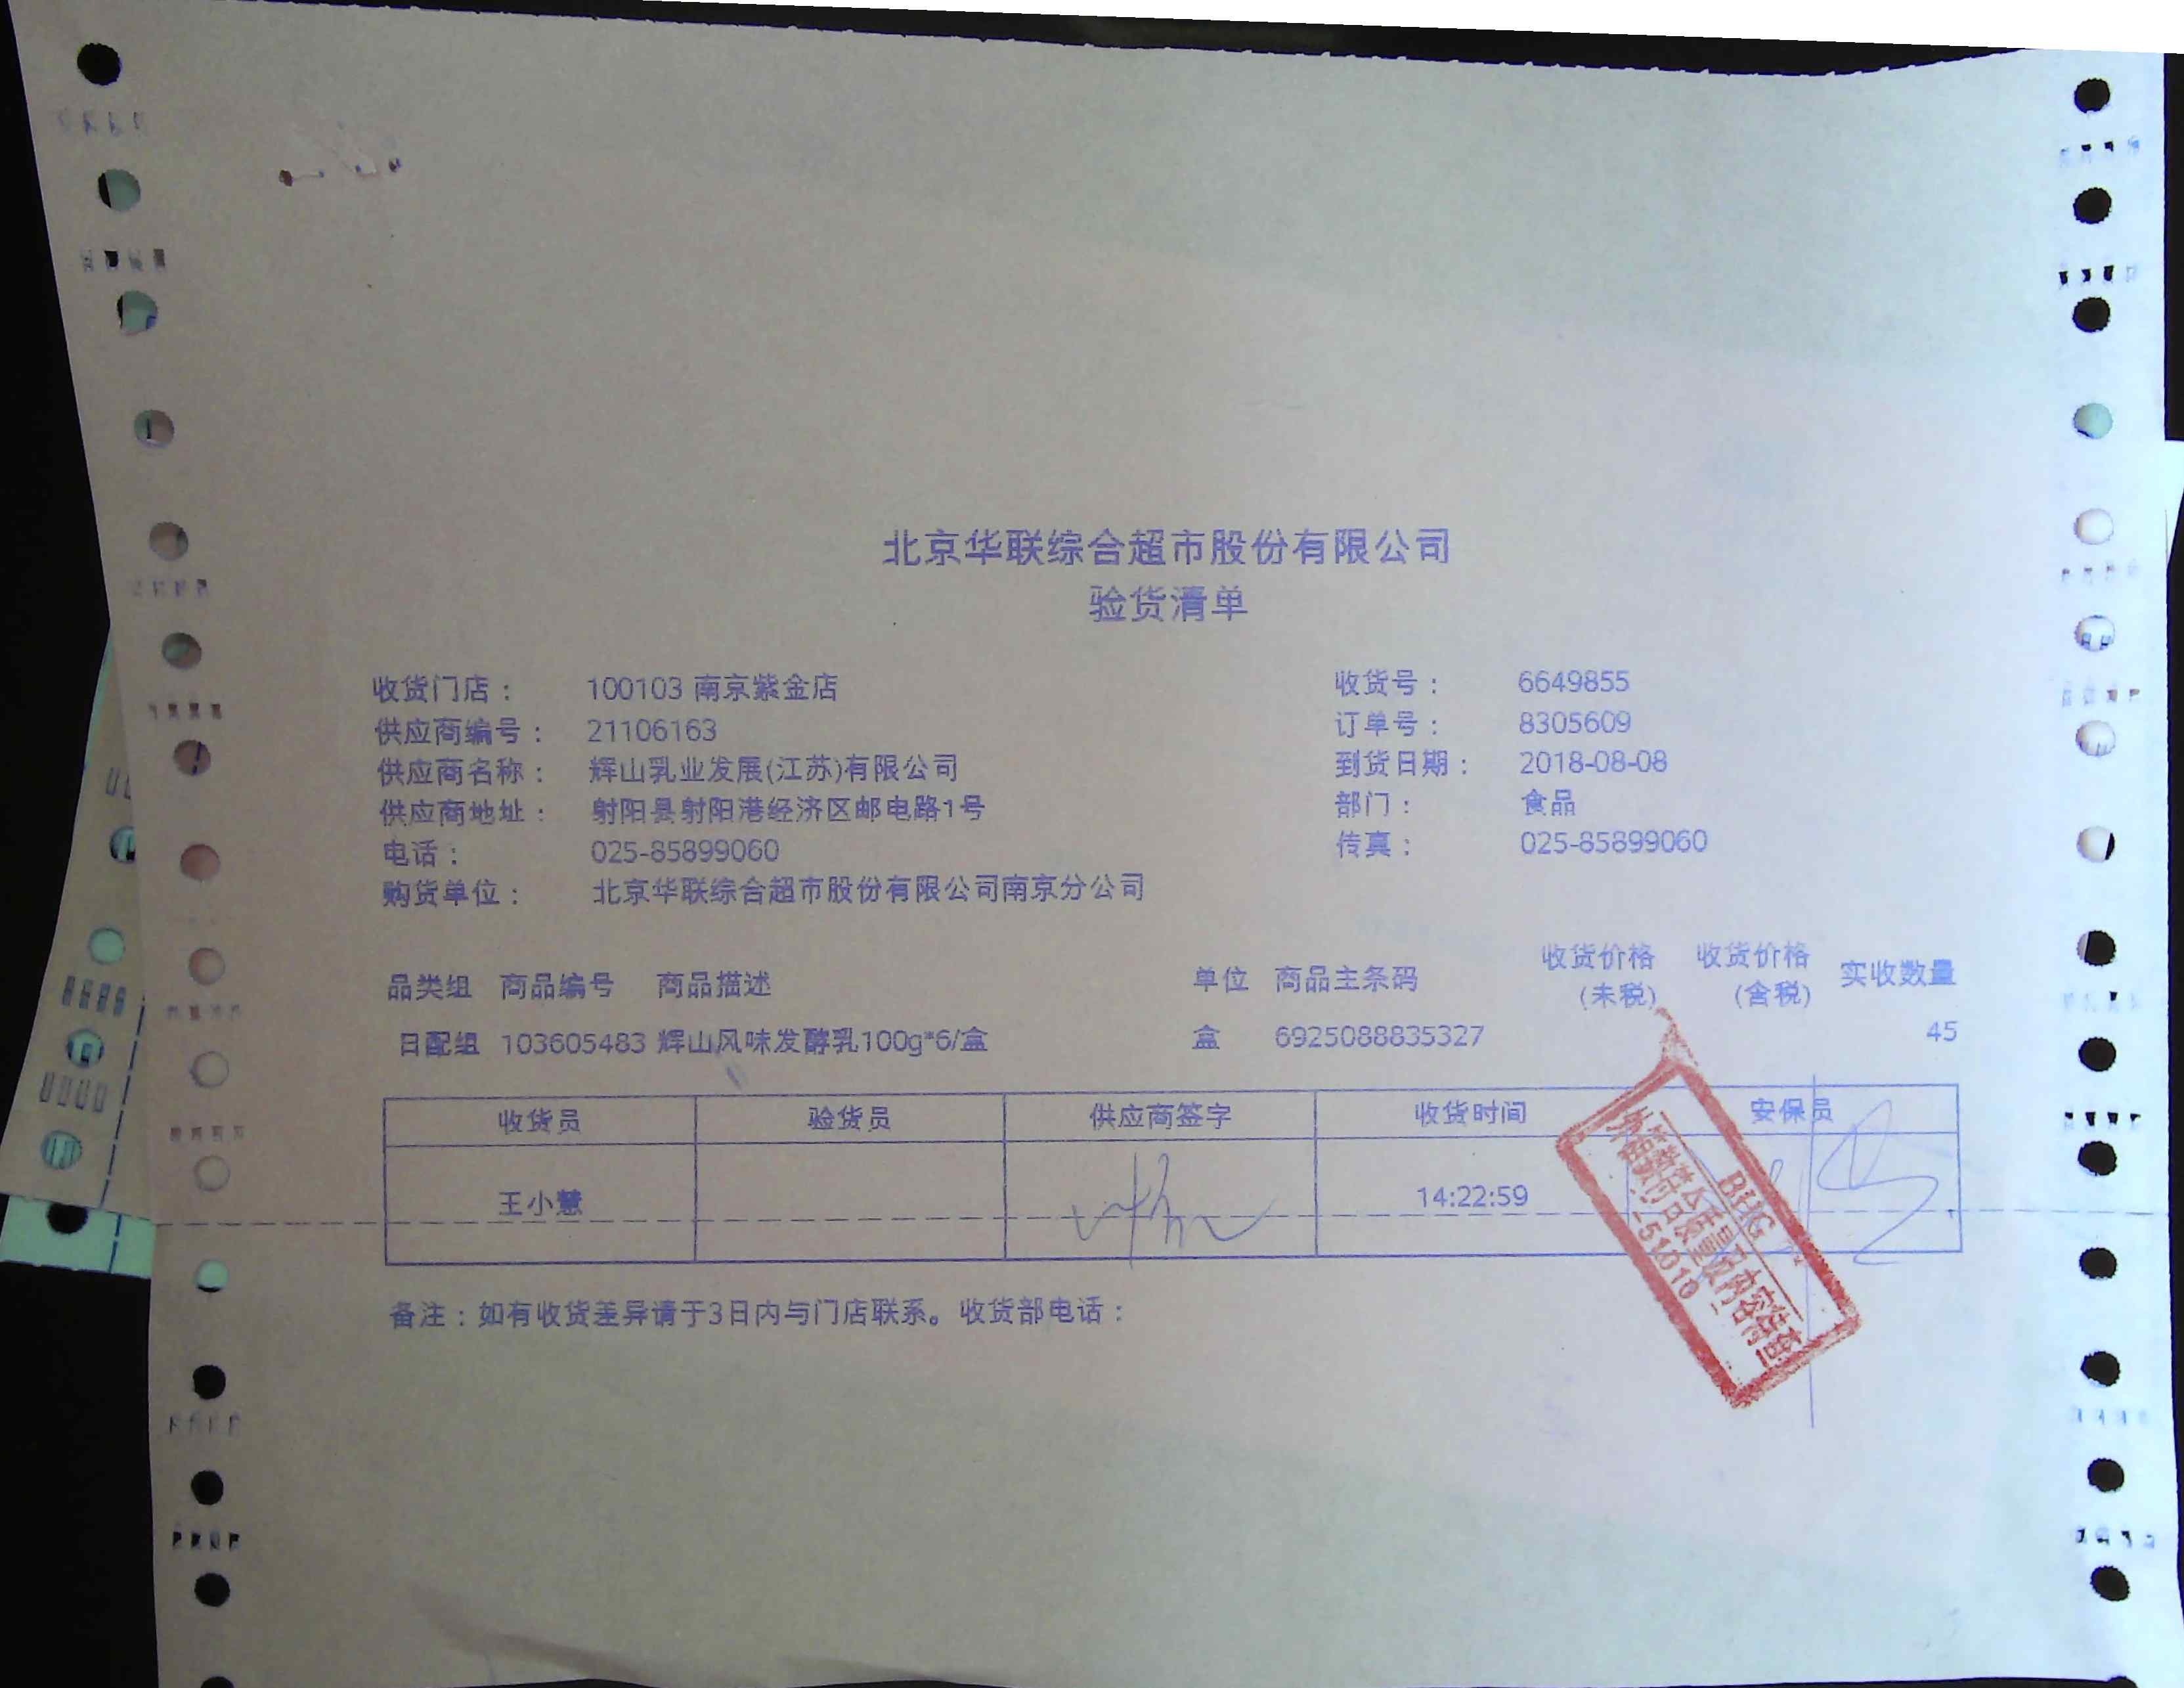 北京华联综合超市股份有限公司
验货清单
收货门店： 100103 南京紫金店 收货号： 6649855
供应商编号： 21106163 订单号： 8305609
供应商名称： 辉山乳业发展(江苏)有限公司 到货日期： 2018-08-08
供应商地址： 射阳县射阳港经济区邮电路1号 部门： 食品
电话： 025-85899060 传真： 025-85899060
购货单位： 北京华联综合超市股份有限公司南京分公司
品类组 商品编号 商品描述 单位 商品主条码 收货价格(未税) 收货价格(含税) 实收数量
日配组 103605483 辉山风味发酵乳100g*6/盒 盒 6925088835327 45
收货员 验货员 供应商签字 收货时间 安保员
王小慧 14:22:59
备注：如有收货差异请于3日内与门店联系。收货部电话：
BHG